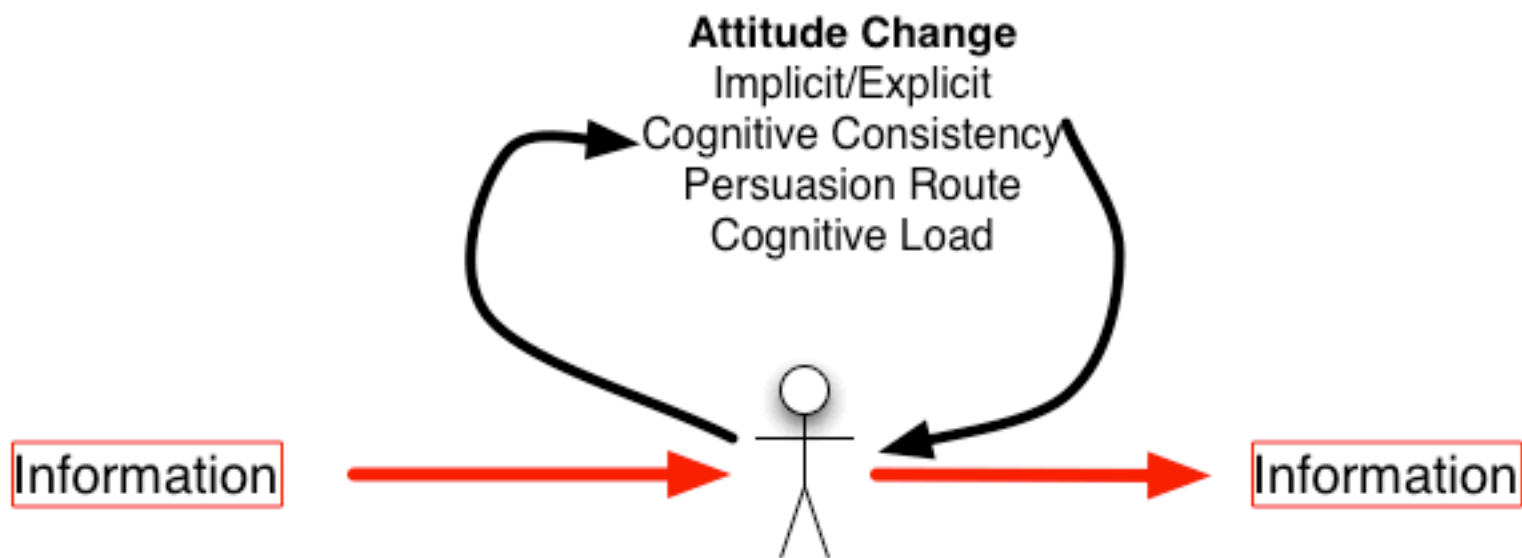 Attitude Change
Implicit/Explicit
Cognitive Consistency
Persuasion Route
Cognitive Load
Information
Information